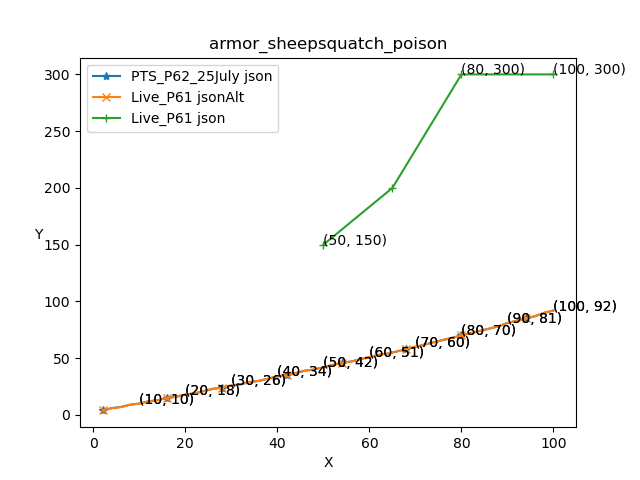 armor_sheepsquatch_poison
PTS_P62_25July json
Live_P61 jsonAlt
Live_P61 json
(80, 300)
(100, 300)
(50, 150)
(10, 10)
(20, 18)
(30, 26)
(40, 34)
(50, 42)
(60, 51)
(70, 60)
(80, 70)
(90, 81)
(100, 92)
300
250
200
150
100
50
0
Y
0 20 40 60 80 100
X